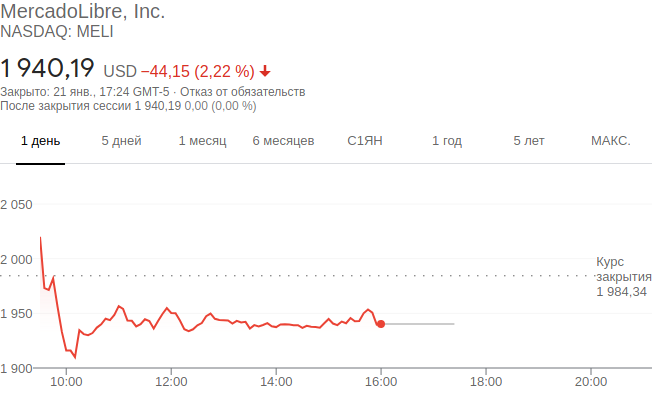 MercadoLibre, Inc.
NASDAQ: MELI
1 940,19 USD −44,15 (2,22 %)
Закрыто: 21 янв., 17:24 GMT-5 · Отказ от обязательств
После закрытия сессии 1 940,19 0,00 (0,00 %)
1 день 5 дней 1 месяц 6 месяцев С1ЯН 1 год 5 лет МАКС.
2 050
2 000
Курс
закрытия
1 984,34
1 950
1 900
10:00 12:00 14:00 16:00 18:00 20:00